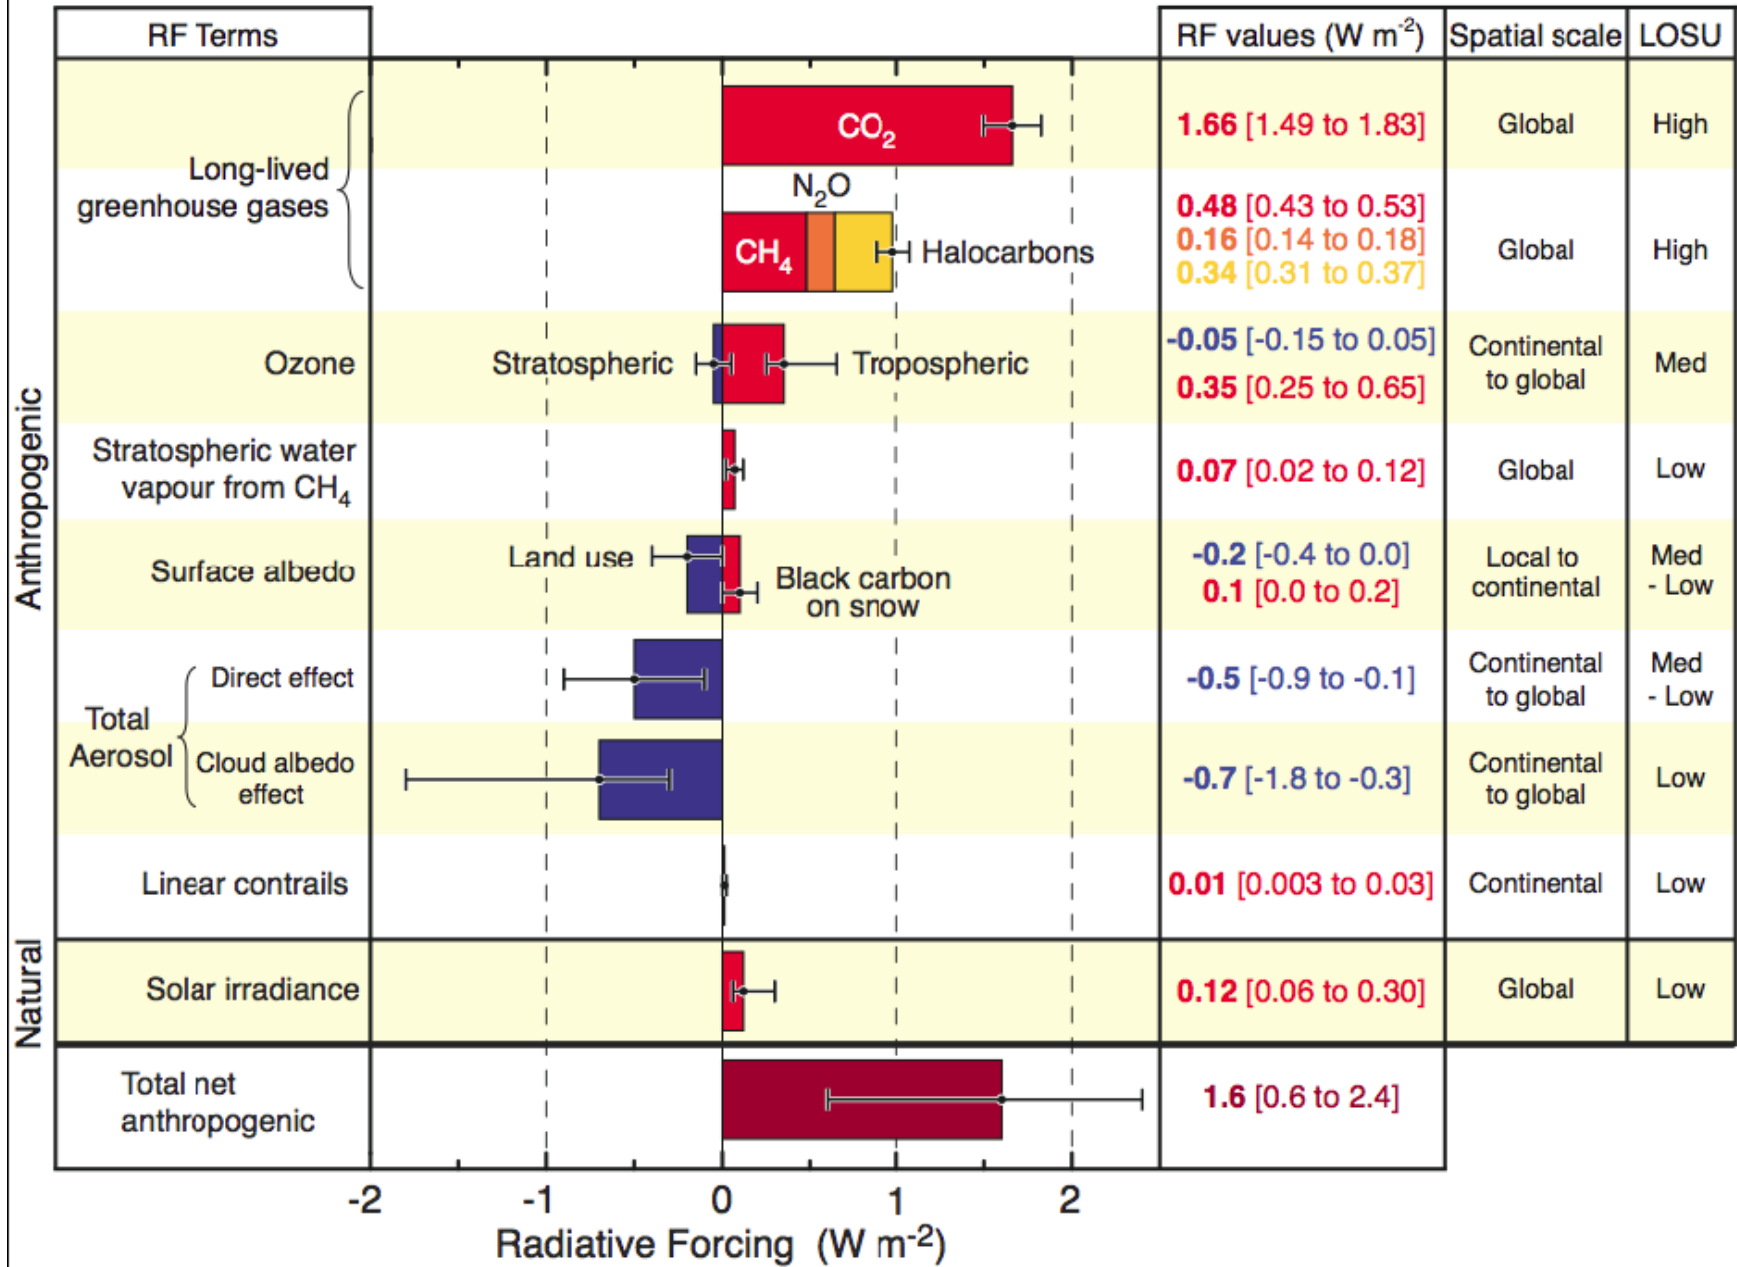 RF Terms
RF values (W m⁻²)
Spatial scale
LOSU
Anthropogenic
Long-lived
greenhouse gases
CO₂
1.66 [1.49 to 1.83]
Global
High
N₂O
CH₄
Halocarbons
0.48 [0.43 to 0.53]
0.16 [0.14 to 0.18]
0.34 [0.31 to 0.37]
Global
High
Ozone
Stratospheric
Tropospheric
-0.05 [-0.15 to 0.05]
0.35 [0.25 to 0.65]
Continental
to global
Med
Stratospheric water
vapour from CH₄
0.07 [0.02 to 0.12]
Global
Low
Surface albedo
Land use
Black carbon
on snow
-0.2 [-0.4 to 0.0]
0.1 [0.0 to 0.2]
Local to
continental
Med
- Low
Total
Aerosol
Direct effect
-0.5 [-0.9 to -0.1]
Continental
to global
Med
- Low
Cloud albedo
effect
-0.7 [-1.8 to -0.3]
Continental
to global
Low
Linear contrails
0.01 [0.003 to 0.03]
Continental
Low
Natural
Solar irradiance
0.12 [0.06 to 0.30]
Global
Low
Total net
anthropogenic
1.6 [0.6 to 2.4]
-2 -1 0 1 2
Radiative Forcing (W m⁻²)